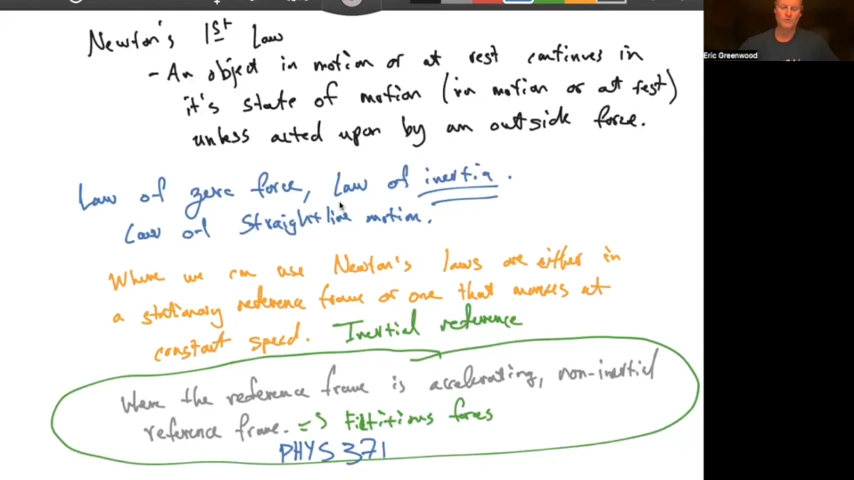 Newton's 1st Law
- An object in motion or at rest continues in
it's state of motion (in motion or at rest)
unless acted upon by an outside force.
Law of zero force, Law of inertia.
Law of straight line motion.
Where we can use Newton's laws are either in
a stationary reference frame or one that moves at
constant speed. Inertial reference
Where the reference frame is accelerating, non-inertial
reference frame. => Fictitious forces
PHYS 371
Eric Greenwood